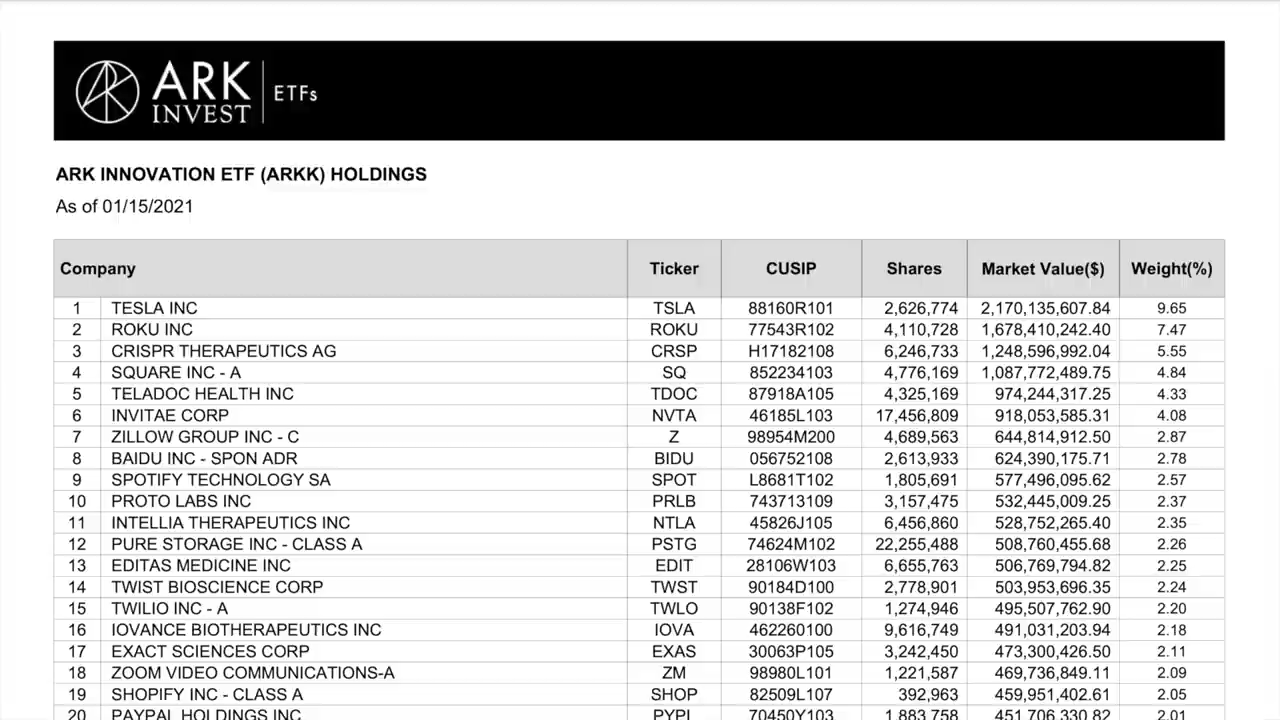 ARK INVEST ETFs
ARK INNOVATION ETF (ARKK) HOLDINGS
As of 01/15/2021
Company Ticker CUSIP Shares Market Value($) Weight(%)
1 TESLA INC TSLA 88160R101 2,626,774 2,170,135,607.84 9.65
2 ROKU INC ROKU 77543R102 4,110,728 1,678,410,242.40 7.47
3 CRISPR THERAPEUTICS AG CRSP H17182108 6,246,733 1,248,596,992.04 5.55
4 SQUARE INC - A SQ 852234103 4,776,169 1,087,772,489.75 4.84
5 TELADOC HEALTH INC TDOC 87918A105 4,325,169 974,244,317.25 4.33
6 INVITAE CORP NVTA 46185L103 17,456,809 918,053,585.31 4.08
7 ZILLOW GROUP INC - C Z 98954M200 4,689,563 644,814,912.50 2.87
8 BAIDU INC - SPON ADR BIDU 056752108 2,613,933 624,390,175.71 2.78
9 SPOTIFY TECHNOLOGY SA SPOT L8681T102 1,805,691 577,496,095.62 2.57
10 PROTO LABS INC PRLB 743713109 3,157,475 532,445,009.25 2.37
11 INTELLIA THERAPEUTICS INC NTLA 45826J105 6,456,860 528,752,265.40 2.35
12 PURE STORAGE INC - CLASS A PSTG 74624M102 22,255,488 508,760,455.68 2.26
13 EDITAS MEDICINE INC EDIT 28106W103 6,655,763 506,769,794.82 2.25
14 TWIST BIOSCIENCE CORP TWST 90184D100 2,778,901 503,953,696.35 2.24
15 TWILIO INC - A TWLO 90138F102 1,274,946 495,507,762.90 2.20
16 IOVANCE BIOTHERAPEUTICS INC IOVA 462260100 9,616,749 491,031,203.94 2.18
17 EXACT SCIENCES CORP EXAS 30063P105 3,242,450 473,300,426.50 2.11
18 ZOOM VIDEO COMMUNICATIONS-A ZM 98980L101 1,221,587 469,736,849.11 2.09
19 SHOPIFY INC - CLASS A SHOP 82509L107 392,963 459,951,402.61 2.05
20 PAYPAL HOLDINGS INC PYPL 70450Y103 1,883,758 451,706,330.82 2.01